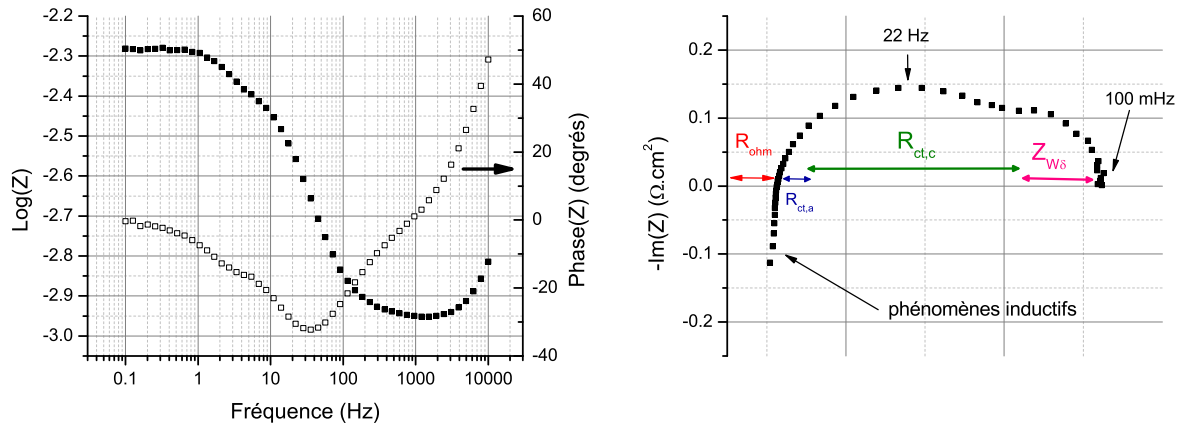 -2.2
-2.3
-2.4
-2.5
-2.6
-2.7
-2.8
-2.9
-3.0
Log(Z)
0.1 1 10 100 1000 10000
Fréquence (Hz)
60
40
20
0
-20
-40
Phase(Z) (degrés)
0.2
0.1
0.0
-0.1
-0.2
-Im(Z) (Ω.cm²)
22 Hz
100 mHz
Rohm
Rct,a
Rct,c
ZWδ
phénomènes inductifs